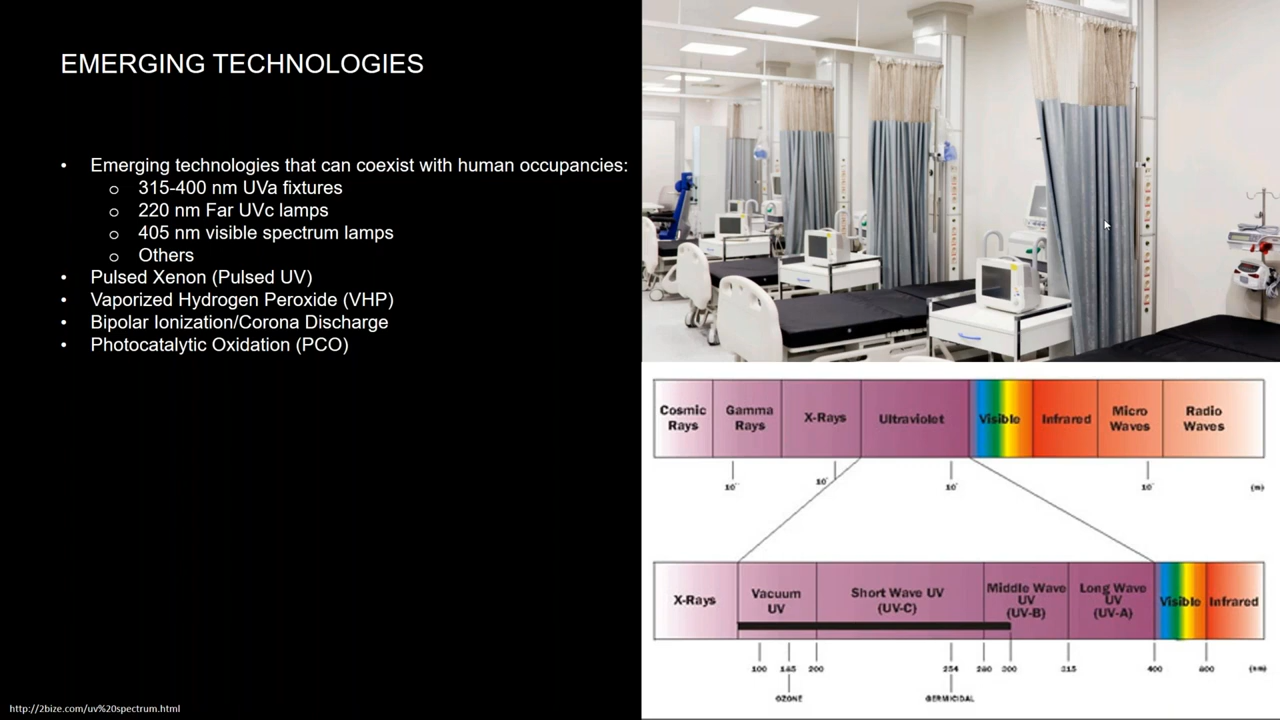 EMERGING TECHNOLOGIES
• Emerging technologies that can coexist with human occupancies:
o 315-400 nm UVa fixtures
o 220 nm Far UVc lamps
o 405 nm visible spectrum lamps
o Others
• Pulsed Xenon (Pulsed UV)
• Vaporized Hydrogen Peroxide (VHP)
• Bipolar Ionization/Corona Discharge
• Photocatalytic Oxidation (PCO)
Cosmic Rays
Gamma Rays
X-Rays
Ultraviolet
Visible
Infrared
Micro Waves
Radio Waves
(m)
X-Rays
Vacuum UV
Short Wave UV (UV-C)
Middle Wave UV (UV-B)
Long Wave UV (UV-A)
Visible
Infrared
100 185 200 254 280 300 315 400 800 (nm)
OZONE GERMICIDAL
http://2bize.com/uv%20spectrum.html